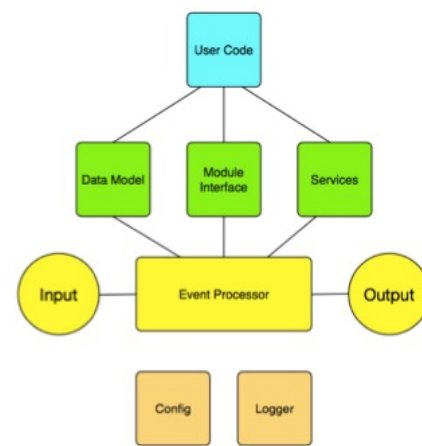 User Code
Data Model
Module
Interface
Services
Input
Event Processor
Output
Config
Logger